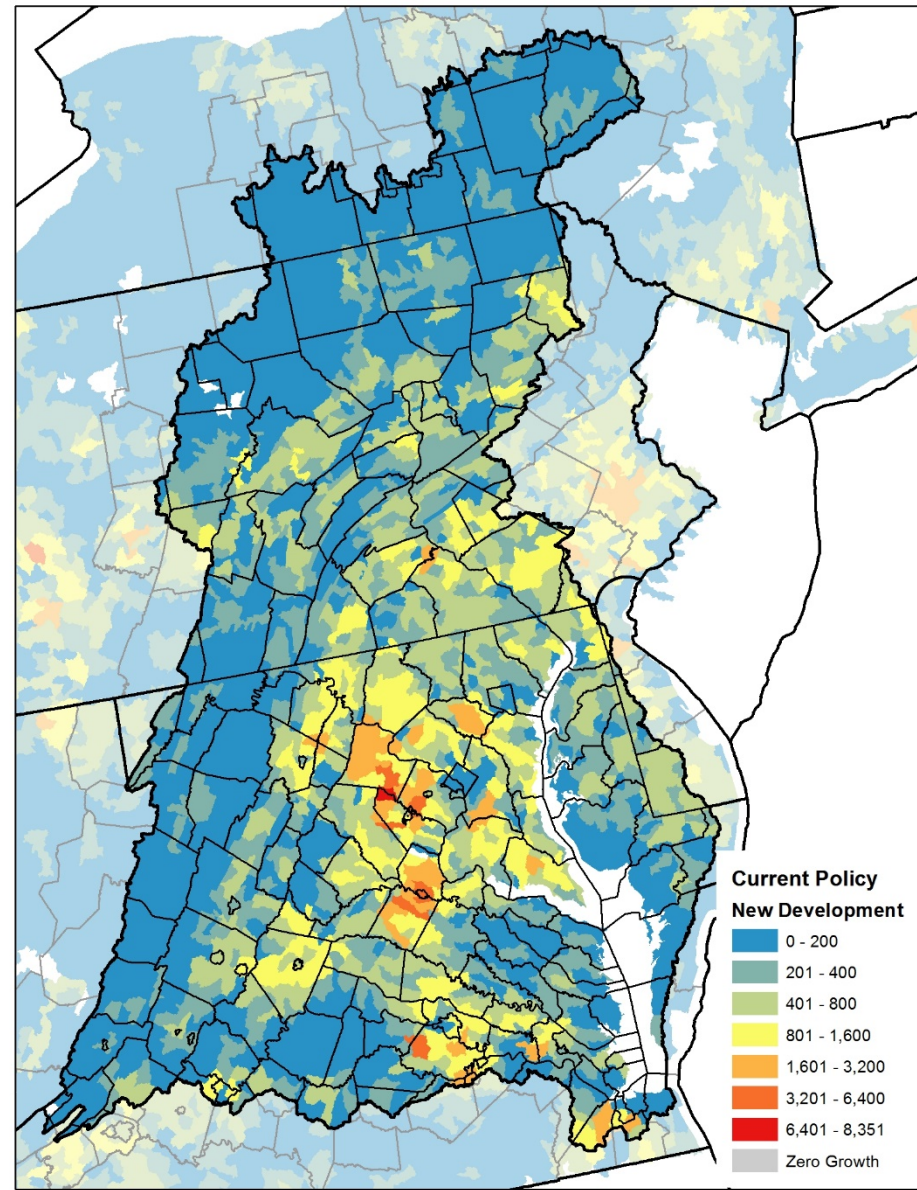 Current Policy
New Development
0 - 200
201 - 400
401 - 800
801 - 1,600
1,601 - 3,200
3,201 - 6,400
6,401 - 8,351
Zero Growth